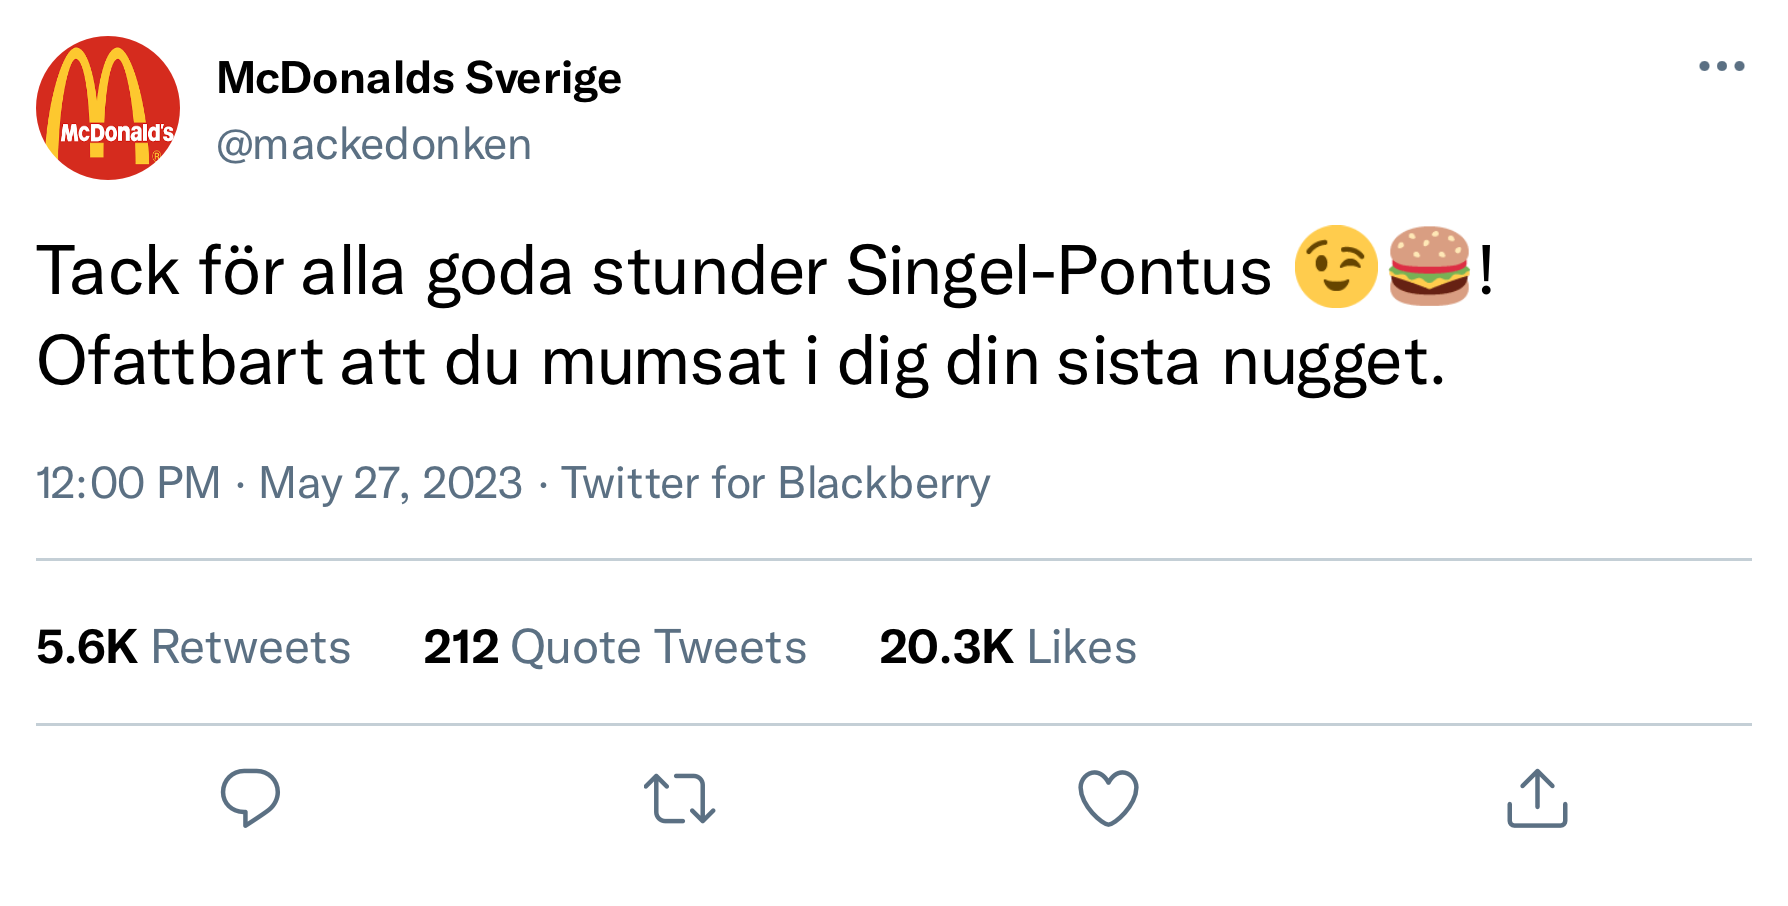 McDonald's
®
McDonalds Sverige
@mackedonken
Tack för alla goda stunder Singel-Pontus 😉🍔!
Ofattbart att du mumsat i dig din sista nugget.
12:00 PM · May 27, 2023 · Twitter for Blackberry
5.6K Retweets 212 Quote Tweets 20.3K Likes